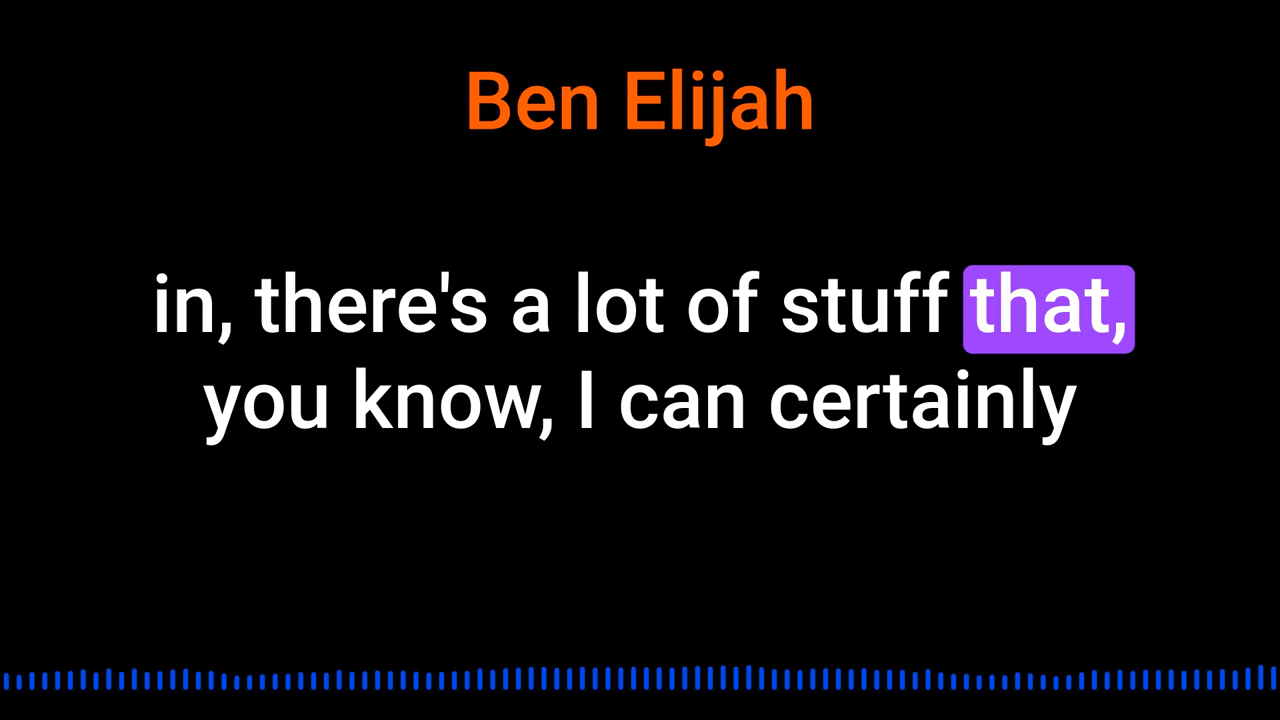 Ben Elijah
in, there's a lot of stuff that,
you know, I can certainly